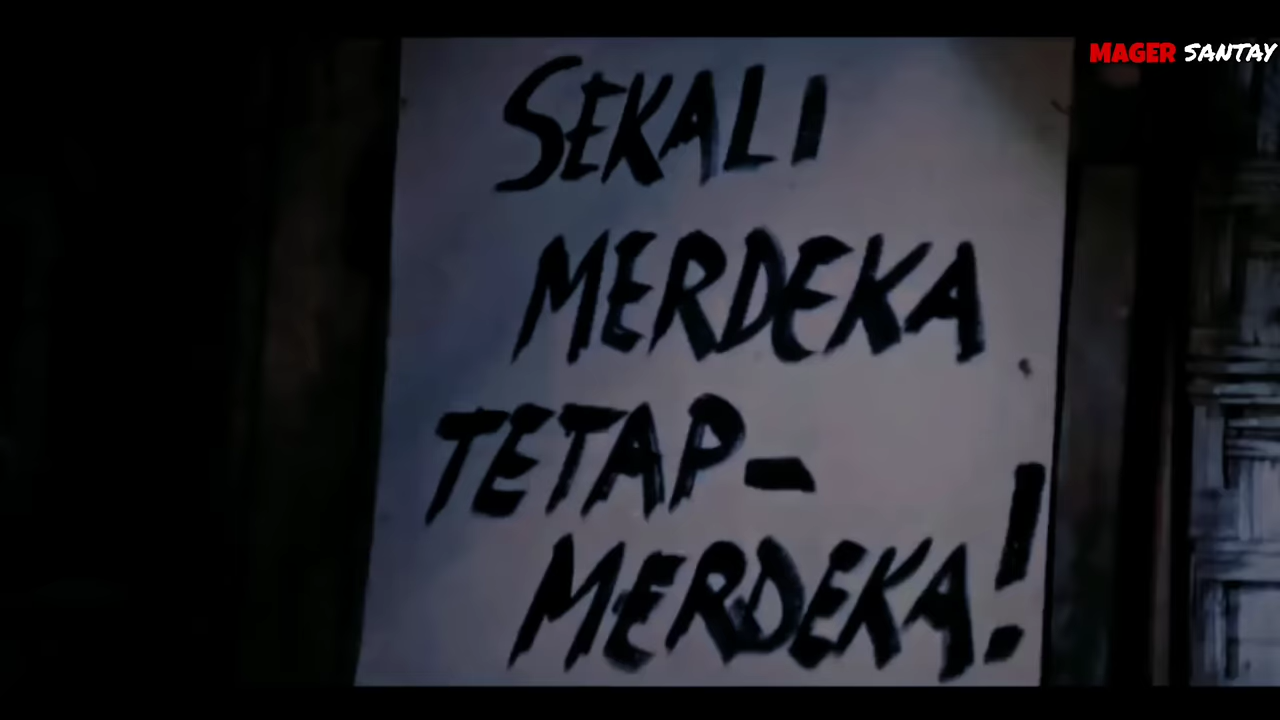 MAGER SANTAY
SEKALI
MERDEKA.
TETAP-
MERDEKA!